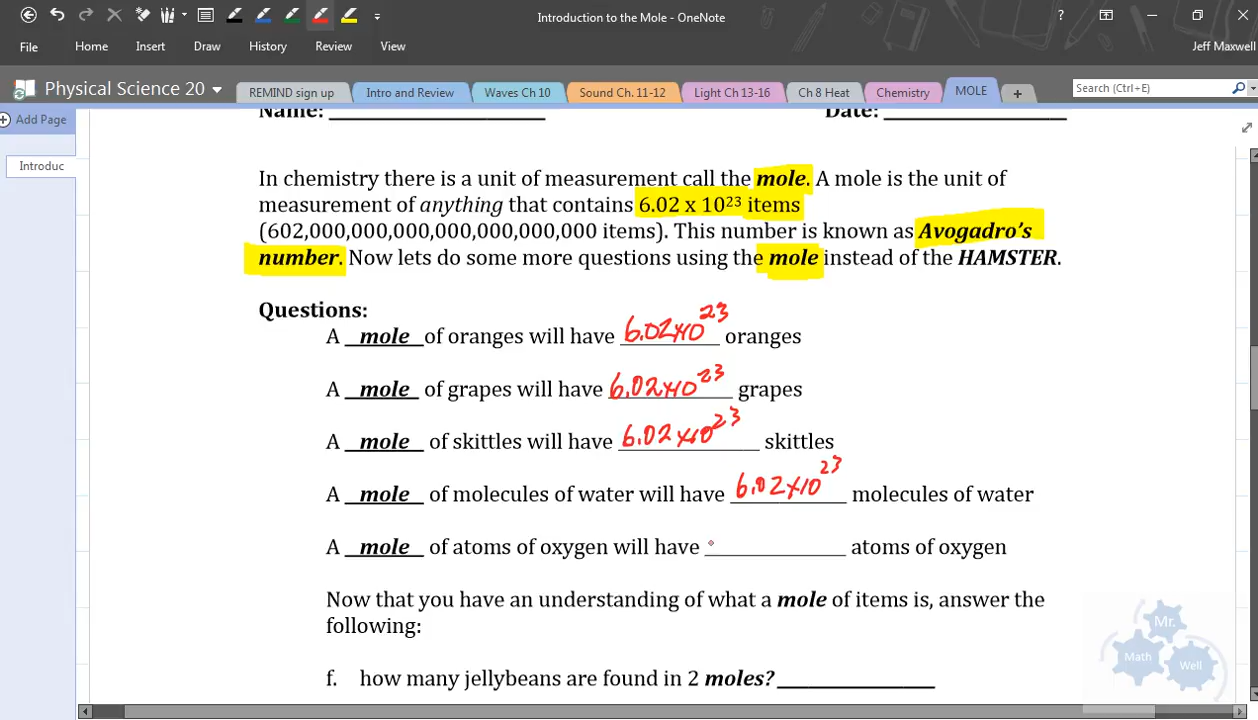 Introduction to the Mole - OneNote
?
File Home Insert Draw History Review View
Jeff Maxwell
Physical Science 20
REMIND sign up
Intro and Review
Waves Ch 10
Sound Ch. 11-12
Light Ch 13-16
Ch 8 Heat
Chemistry
MOLE
+
Search (Ctrl+E)
Add Page
Introduc
Name: ____________________ Date: _________________
In chemistry there is a unit of measurement call the mole. A mole is the unit of
measurement of anything that contains 6.02 x 10²³ items
(602,000,000,000,000,000,000,000 items). This number is known as Avogadro's
number. Now lets do some more questions using the mole instead of the HAMSTER.
Questions:
A mole of oranges will have 6.02x10²³ oranges
A mole of grapes will have 6.02x10²³ grapes
A mole of skittles will have 6.02x10²³ skittles
A mole of molecules of water will have 6.02x10²³ molecules of water
A mole of atoms of oxygen will have _____________ atoms of oxygen
Now that you have an understanding of what a mole of items is, answer the
following:
f. how many jellybeans are found in 2 moles? _______________
Mr.
Math
Well